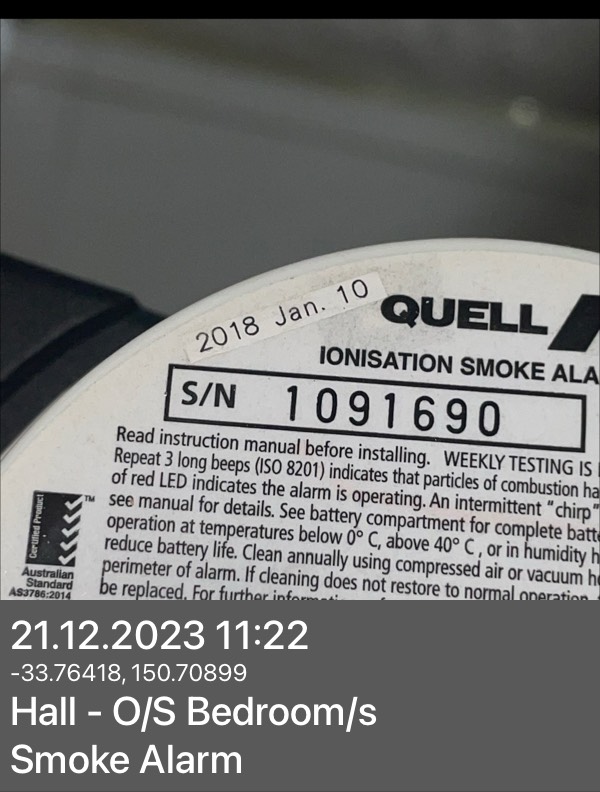 2018 Jan. 10
QUELL
IONISATION SMOKE ALA
S/N 1091690
Read instruction manual before installing. WEEKLY TESTING IS
Repeat 3 long beeps (ISO 8201) indicates that particles of combustion ha
of red LED indicates the alarm is operating. An intermittent "chirp"
see manual for details. See battery compartment for complete batt
operation at temperatures below 0° C, above 40° C, or in humidity h
reduce battery life. Clean annually using compressed air or vacuum h
perimeter of alarm. If cleaning does not restore to normal operation,
be replaced. For further
Certified Product
TM
Australian
Standard
AS3786:2014
21.12.2023 11:22
-33.76418, 150.70899
Hall - O/S Bedroom/s
Smoke Alarm